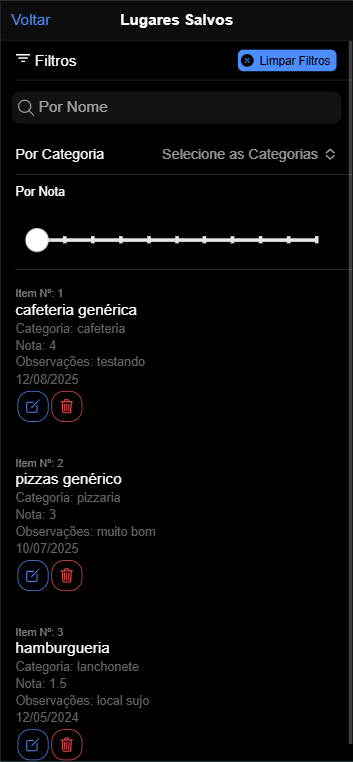 Voltar
Lugares Salvos
Filtros
Limpar Filtros
Por Nome
Por Categoria
Selecione as Categorias
Por Nota
Item Nº: 1
cafeteria genérica
Categoria: cafeteria
Nota: 4
Observações: testando
12/08/2025
Item Nº: 2
pizzas genérico
Categoria: pizzaria
Nota: 3
Observações: muito bom
10/07/2025
Item Nº: 3
hamburgueria
Categoria: lanchonete
Nota: 1.5
Observações: local sujo
12/05/2024